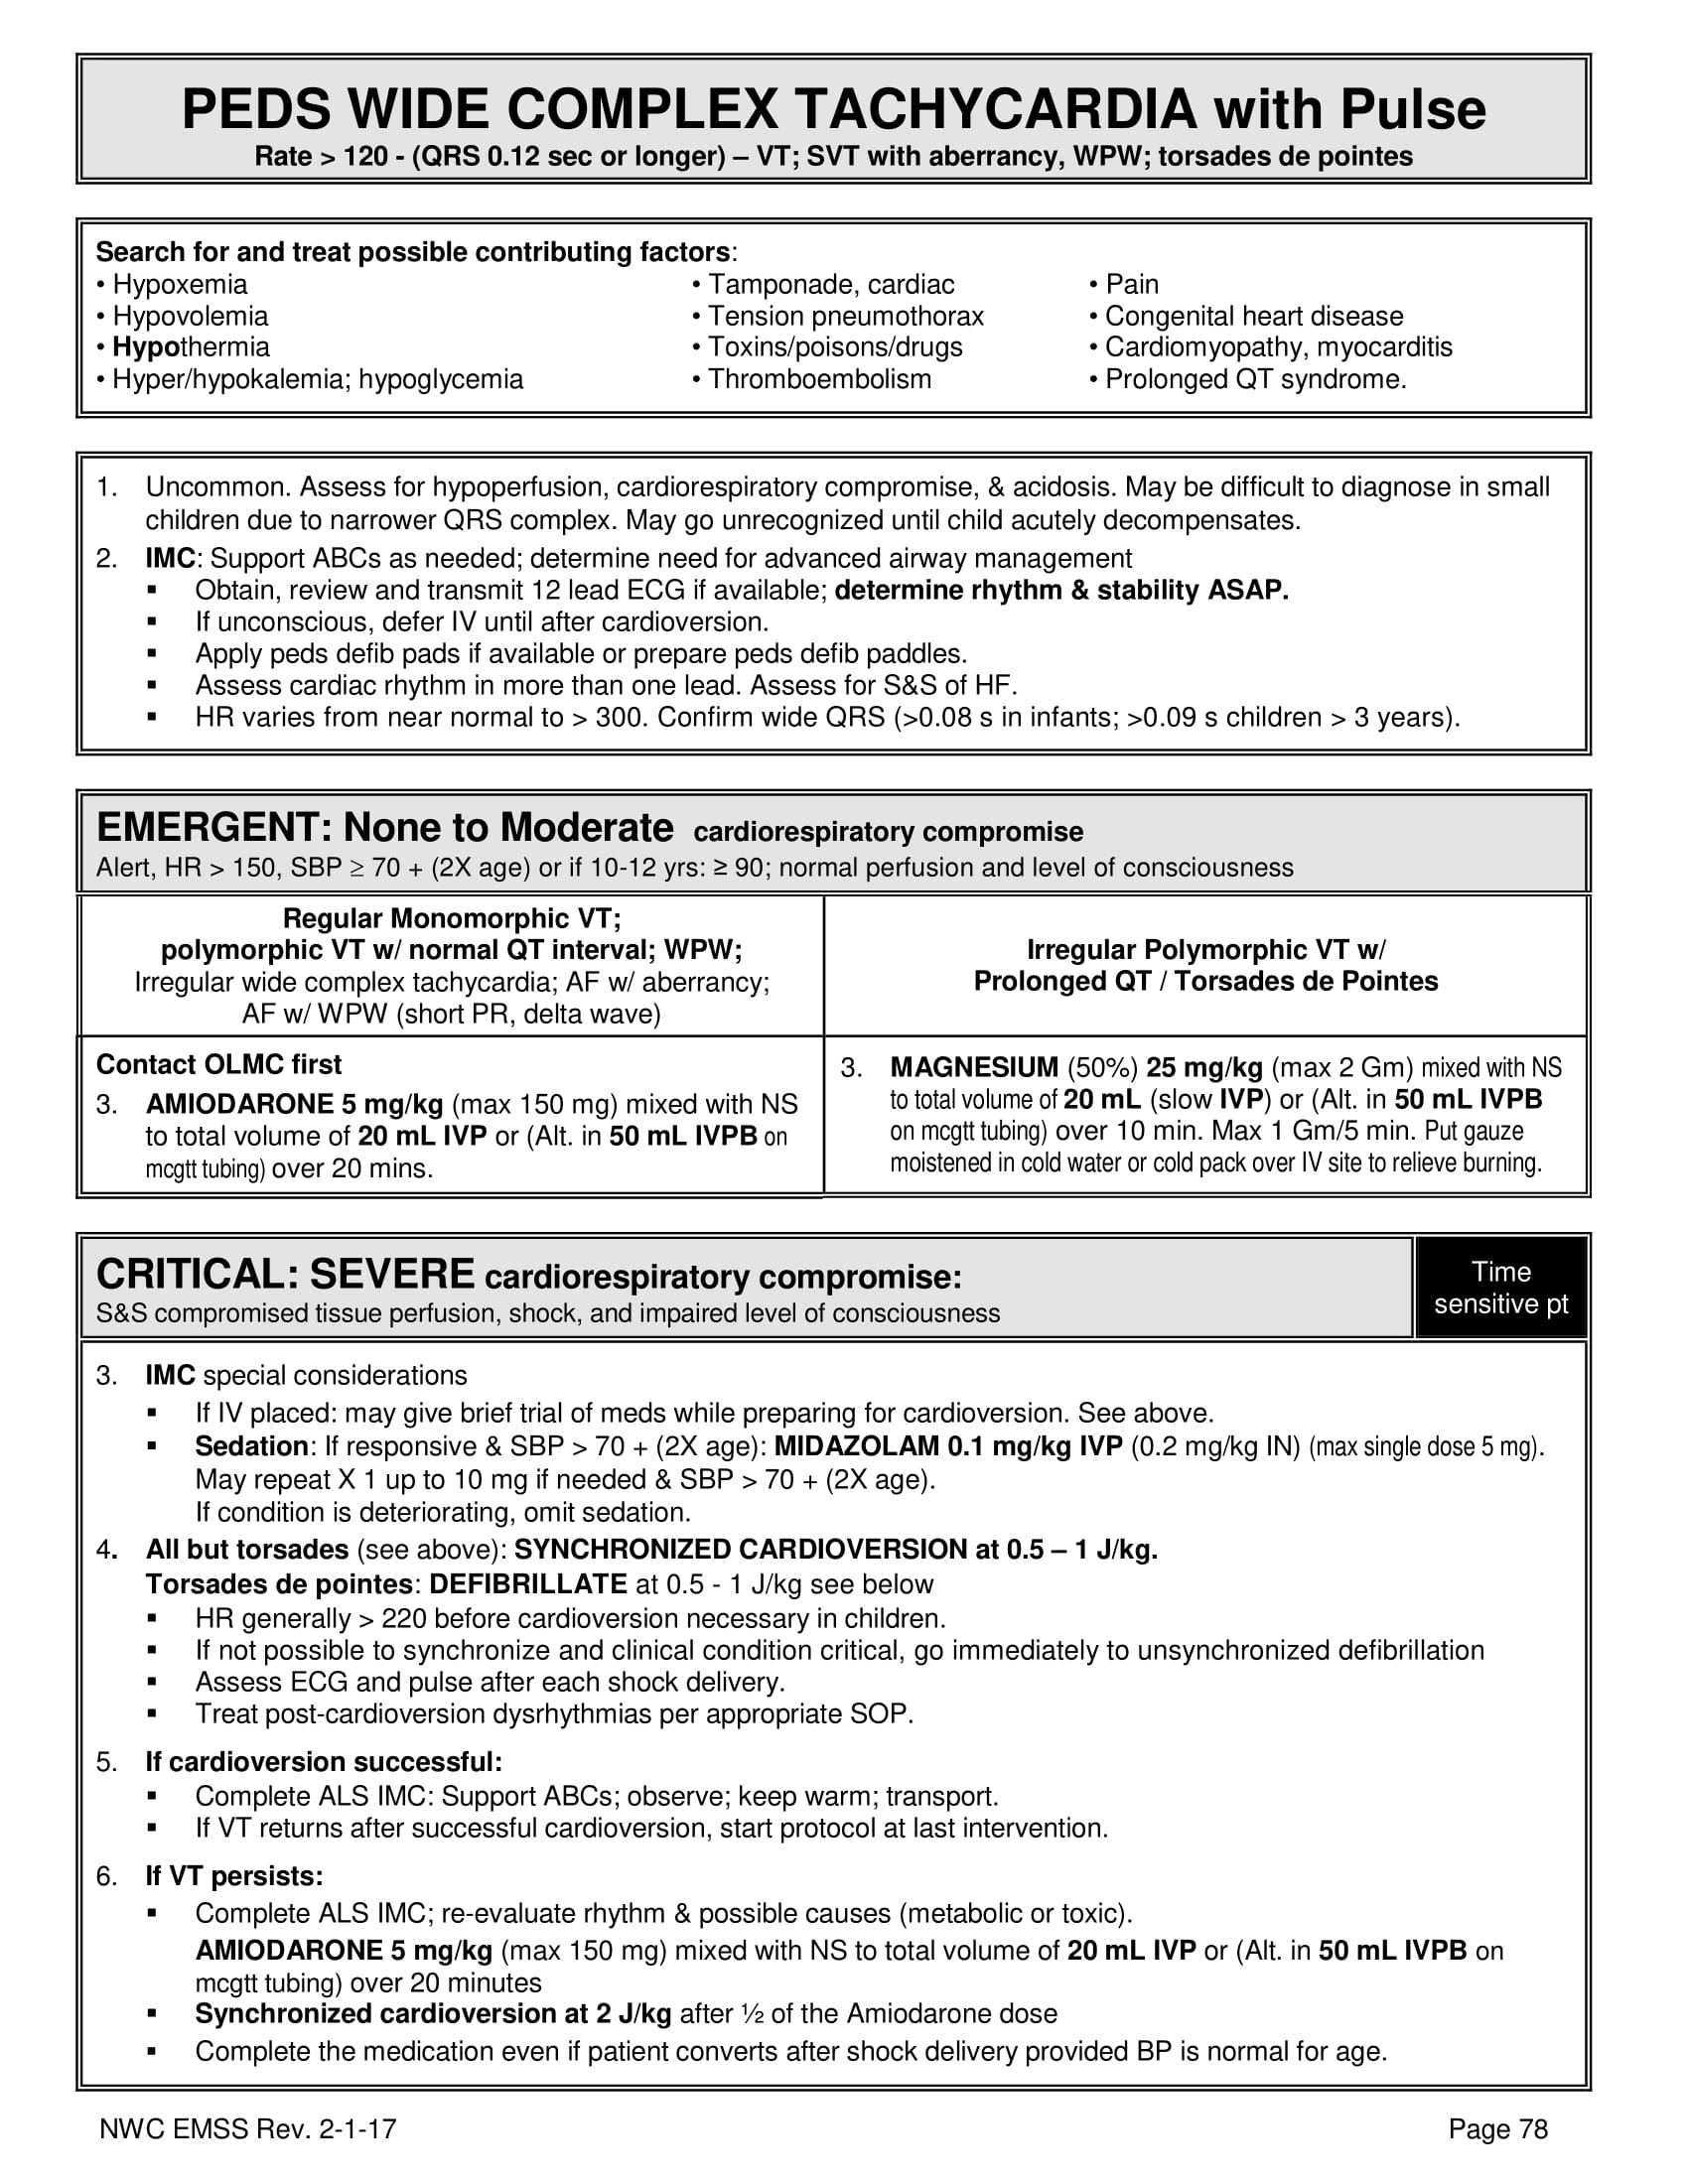 PEDS WIDE COMPLEX TACHYCARDIA with Pulse
Rate > 120 - (QRS 0.12 sec or longer) – VT; SVT with aberrancy, WPW; torsades de pointes
Search for and treat possible contributing factors:
• Hypoxemia
• Hypovolemia
• Hypothermia
• Hyper/hypokalemia; hypoglycemia
• Tamponade, cardiac
• Tension pneumothorax
• Toxins/poisons/drugs
• Thromboembolism
• Pain
• Congenital heart disease
• Cardiomyopathy, myocarditis
• Prolonged QT syndrome.
1. Uncommon. Assess for hypoperfusion, cardiorespiratory compromise, & acidosis. May be difficult to diagnose in small
children due to narrower QRS complex. May go unrecognized until child acutely decompensates.
2. IMC: Support ABCs as needed; determine need for advanced airway management
▪ Obtain, review and transmit 12 lead ECG if available; determine rhythm & stability ASAP.
▪ If unconscious, defer IV until after cardioversion.
▪ Apply peds defib pads if available or prepare peds defib paddles.
▪ Assess cardiac rhythm in more than one lead. Assess for S&S of HF.
▪ HR varies from near normal to > 300. Confirm wide QRS (>0.08 s in infants; >0.09 s children > 3 years).
EMERGENT: None to Moderate cardiorespiratory compromise
Alert, HR > 150, SBP ≥ 70 + (2X age) or if 10-12 yrs: ≥ 90; normal perfusion and level of consciousness
Regular Monomorphic VT;
polymorphic VT w/ normal QT interval; WPW;
Irregular wide complex tachycardia; AF w/ aberrancy;
AF w/ WPW (short PR, delta wave)
Contact OLMC first
3. AMIODARONE 5 mg/kg (max 150 mg) mixed with NS
to total volume of 20 mL IVP or (Alt. in 50 mL IVPB on
mcgtt tubing) over 20 mins.
Irregular Polymorphic VT w/
Prolonged QT / Torsades de Pointes
3. MAGNESIUM (50%) 25 mg/kg (max 2 Gm) mixed with NS
to total volume of 20 mL (slow IVP) or (Alt. in 50 mL IVPB
on mcgtt tubing) over 10 min. Max 1 Gm/5 min. Put gauze
moistened in cold water or cold pack over IV site to relieve burning.
CRITICAL: SEVERE cardiorespiratory compromise:
S&S compromised tissue perfusion, shock, and impaired level of consciousness
Time
sensitive pt
3. IMC special considerations
▪ If IV placed: may give brief trial of meds while preparing for cardioversion. See above.
▪ Sedation: If responsive & SBP > 70 + (2X age): MIDAZOLAM 0.1 mg/kg IVP (0.2 mg/kg IN) (max single dose 5 mg).
May repeat X 1 up to 10 mg if needed & SBP > 70 + (2X age).
If condition is deteriorating, omit sedation.
4. All but torsades (see above): SYNCHRONIZED CARDIOVERSION at 0.5 – 1 J/kg.
Torsades de pointes: DEFIBRILLATE at 0.5 - 1 J/kg see below
▪ HR generally > 220 before cardioversion necessary in children.
▪ If not possible to synchronize and clinical condition critical, go immediately to unsynchronized defibrillation
▪ Assess ECG and pulse after each shock delivery.
▪ Treat post-cardioversion dysrhythmias per appropriate SOP.
5. If cardioversion successful:
▪ Complete ALS IMC: Support ABCs; observe; keep warm; transport.
▪ If VT returns after successful cardioversion, start protocol at last intervention.
6. If VT persists:
▪ Complete ALS IMC; re-evaluate rhythm & possible causes (metabolic or toxic).
AMIODARONE 5 mg/kg (max 150 mg) mixed with NS to total volume of 20 mL IVP or (Alt. in 50 mL IVPB on
mcgtt tubing) over 20 minutes
▪ Synchronized cardioversion at 2 J/kg after ½ of the Amiodarone dose
▪ Complete the medication even if patient converts after shock delivery provided BP is normal for age.
NWC EMSS Rev. 2-1-17
Page 78